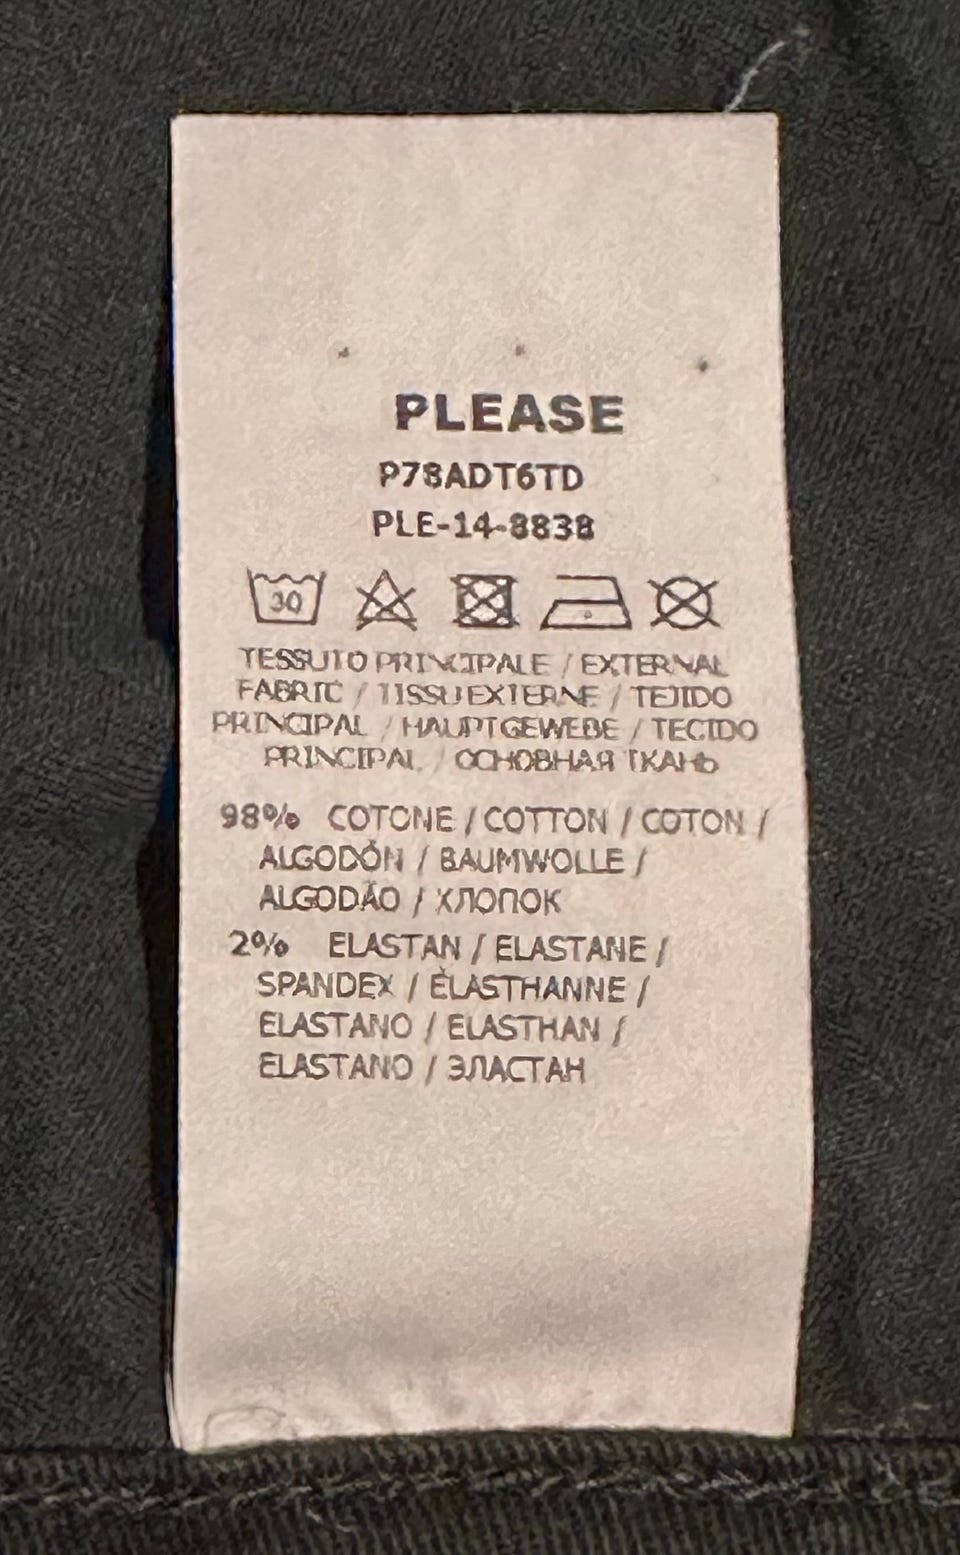 PLEASE
P78ADT6TD
PLE-14-8838
30
TESSUTO PRINCIPALE / EXTERNAL
FABRIC / TISSU EXTERNE / TEJIDO
PRINCIPAL / HAUPTGEWEBE / TECIDO
PRINCIPAL / ОСНОВНАЯ ТКАНЬ
98% COTONE / COTTON / COTON /
ALGODÓN / BAUMWOLLE /
ALGODÃO / ХЛОПОК
2% ELASTAN / ELASTANE /
SPANDEX / ÉLASTHANNE /
ELASTANO / ELASTHAN /
ELASTANO / ЭЛАСТАН